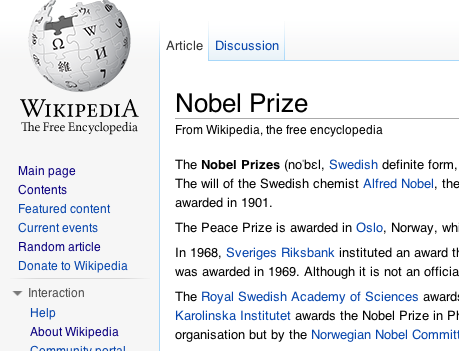 WIKIPEDIA
The Free Encyclopedia
Main page
Contents
Featured content
Current events
Random article
Donate to Wikipedia
Interaction
Help
About Wikipedia
Community portal
Article Discussion
Nobel Prize
From Wikipedia, the free encyclopedia
The Nobel Prizes (noˈbɛl, Swedish definite form,
The will of the Swedish chemist Alfred Nobel, the
awarded in 1901.
The Peace Prize is awarded in Oslo, Norway, whi
In 1968, Sveriges Riksbank instituted an award th
was awarded in 1969. Although it is not an officia
The Royal Swedish Academy of Sciences awards
Karolinska Institutet awards the Nobel Prize in Ph
organisation but by the Norwegian Nobel Committ